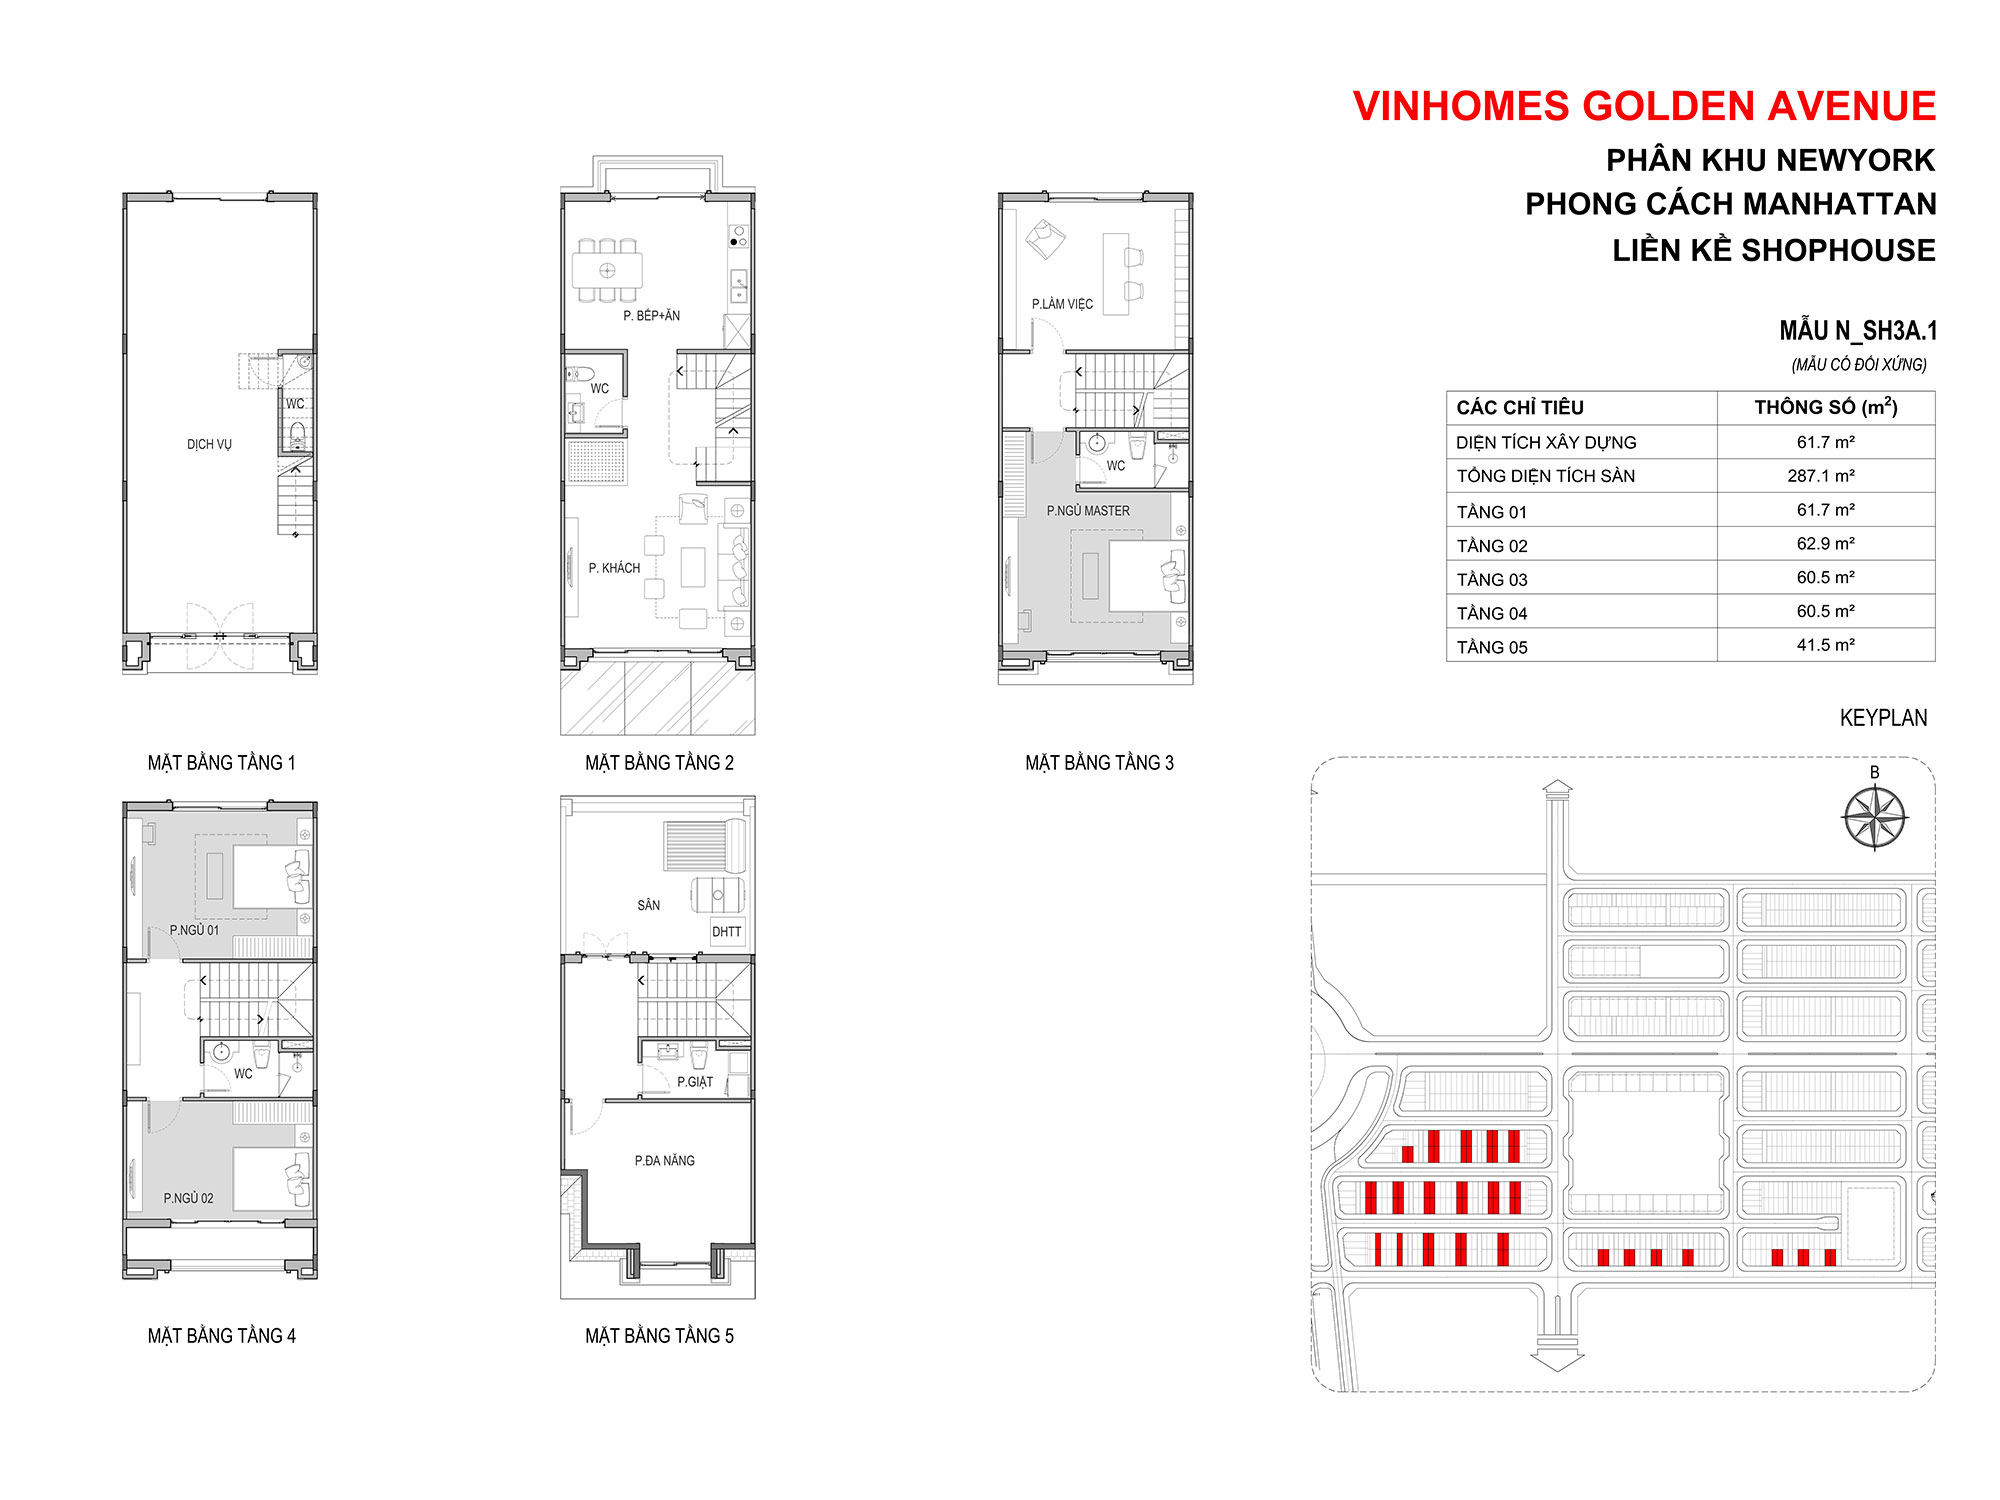 VINHOMES GOLDEN AVENUE
PHÂN KHU NEWYORK
PHONG CÁCH MANHATTAN
LIỀN KỀ SHOPHOUSE
MẪU N_SH3A.1
(MẪU CÓ ĐỐI XỨNG)
CÁC CHỈ TIÊU THÔNG SỐ (m²)
DIỆN TÍCH XÂY DỰNG 61.7 m²
TỔNG DIỆN TÍCH SÀN 287.1 m²
TẦNG 01 61.7 m²
TẦNG 02 62.9 m²
TẦNG 03 60.5 m²
TẦNG 04 60.5 m²
TẦNG 05 41.5 m²
KEYPLAN
B
WC
DỊCH VỤ
MẶT BẰNG TẦNG 1
P. BẾP+ĂN
WC
P. KHÁCH
MẶT BẰNG TẦNG 2
P.LÀM VIỆC
WC
P.NGỦ MASTER
MẶT BẰNG TẦNG 3
P.NGỦ 01
WC
P.NGỦ 02
MẶT BẰNG TẦNG 4
SÂN
DHTT
P.GIẶT
P.ĐA NĂNG
MẶT BẰNG TẦNG 5